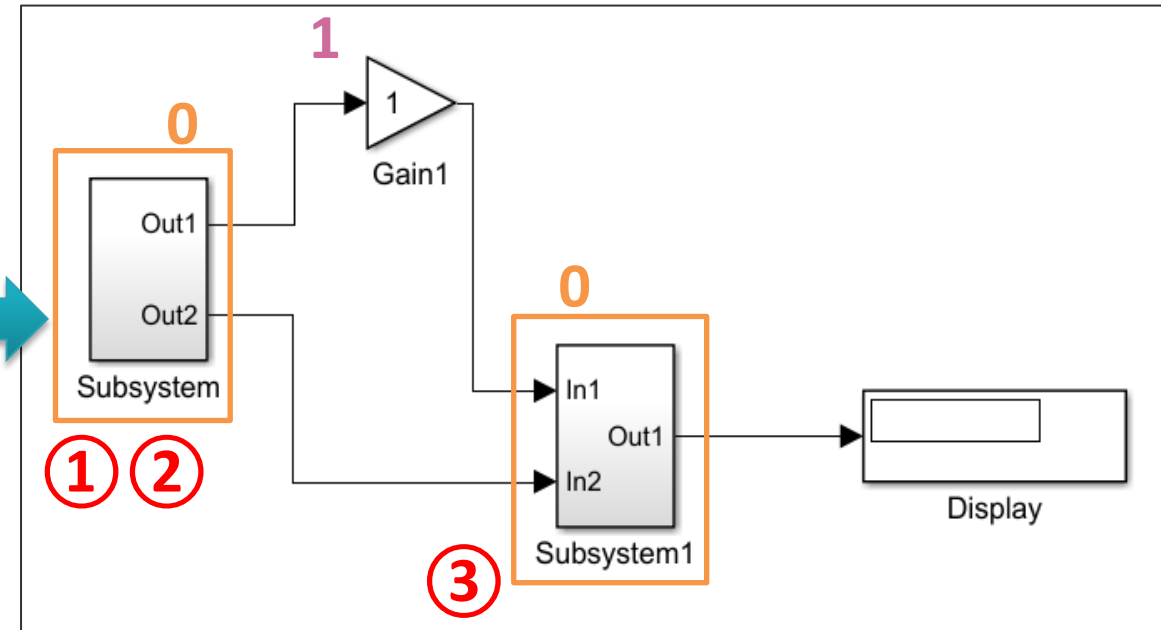 1
0
1
Gain1
Out1
Out2
Subsystem
① ②
0
In1
Out1
In2
Subsystem1
③
Display